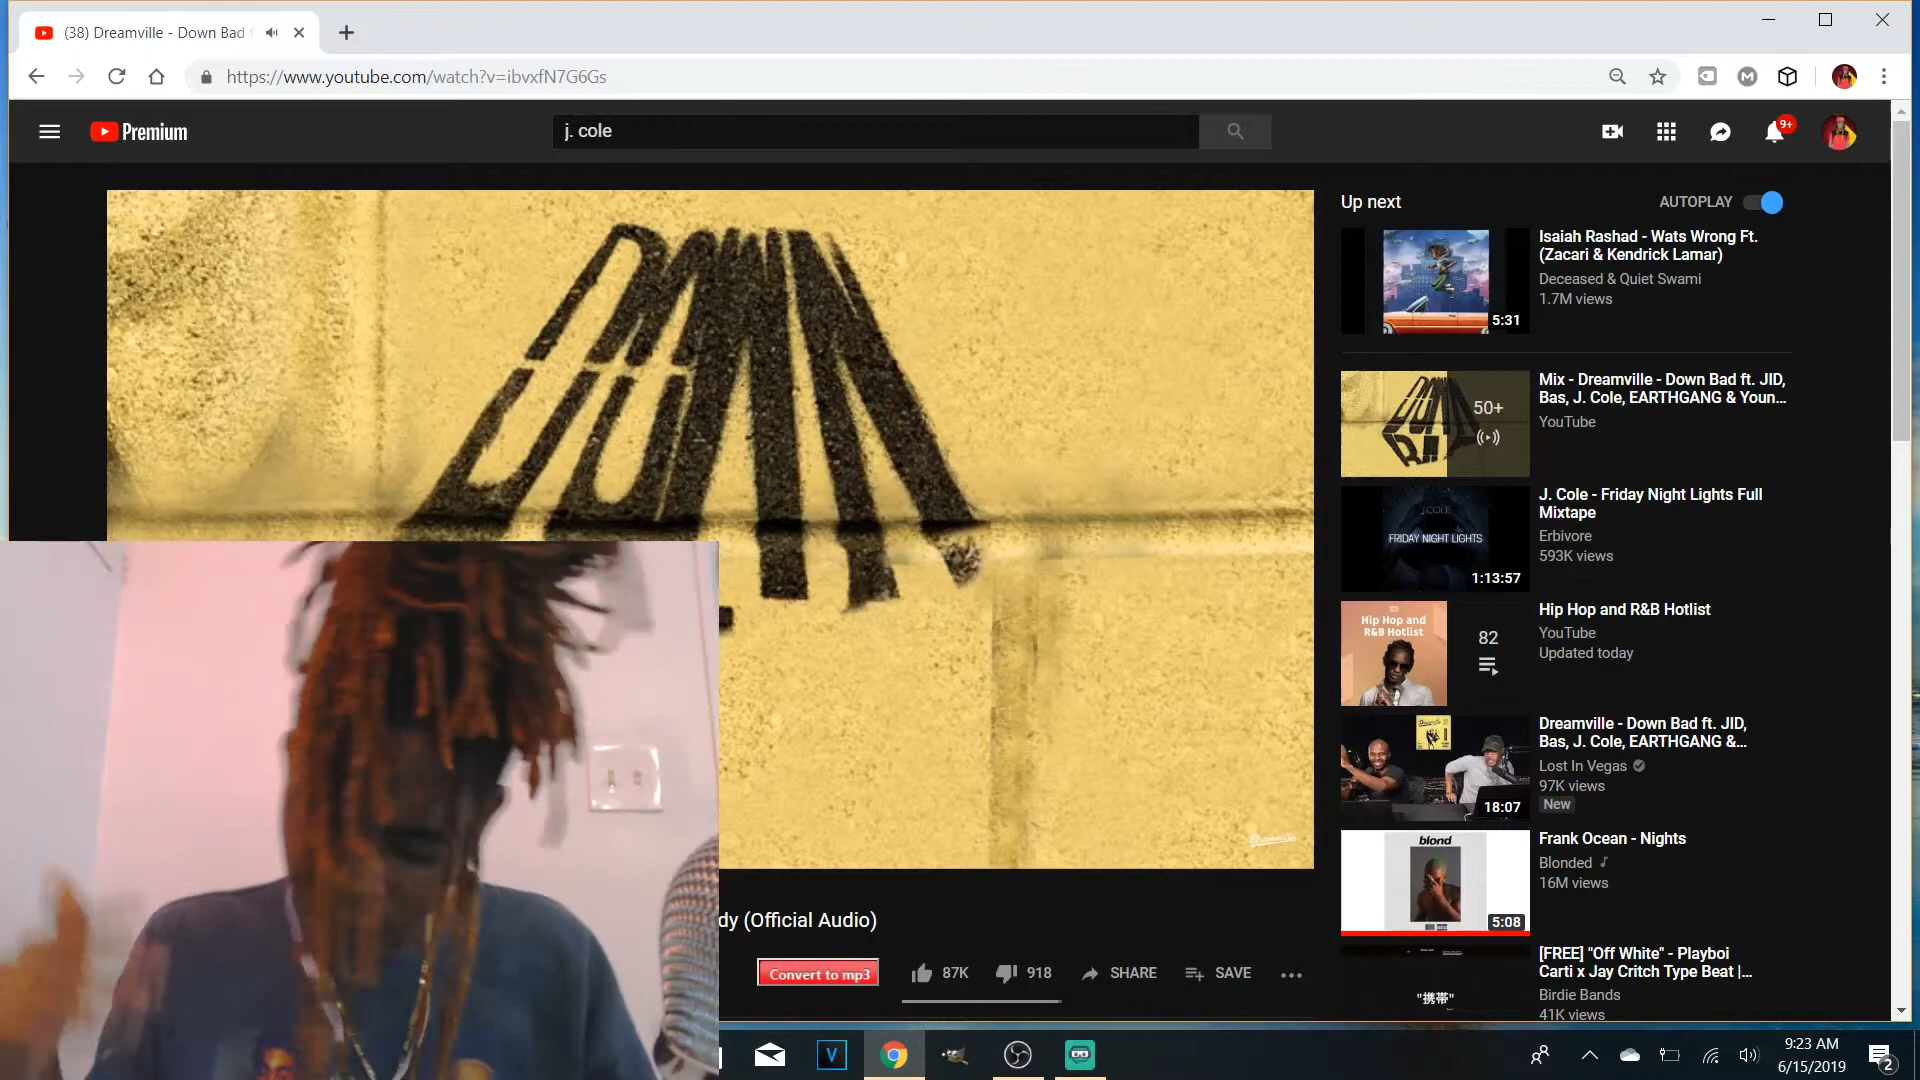 (38) Dreamville - Down Bad f
https://www.youtube.com/watch?v=ibvxfN7G6Gs
Premium
j. cole
9+
DOWN
Up next
AUTOPLAY
5:31
Isaiah Rashad - Wats Wrong Ft.
(Zacari & Kendrick Lamar)
Deceased & Quiet Swami
1.7M views
50+
Mix - Dreamville - Down Bad ft. JID,
Bas, J. Cole, EARTHGANG & Youn...
YouTube
J.COLE
FRIDAY NIGHT LIGHTS
1:13:57
J. Cole - Friday Night Lights Full
Mixtape
Erbivore
593K views
Hip Hop and
R&B Hotlist
82
Hip Hop and R&B Hotlist
YouTube
Updated today
18:07
Dreamville - Down Bad ft. JID,
Bas, J. Cole, EARTHGANG &...
Lost In Vegas
97K views
New
blond
5:08
Frank Ocean - Nights
Blonded
16M views
"携帯"
[FREE] "Off White" - Playboi
Carti x Jay Critch Type Beat |...
Birdie Bands
41K views
Dreamville
dy (Official Audio)
Convert to mp3
87K
918
SHARE
SAVE
V
9:23 AM
6/15/2019
2